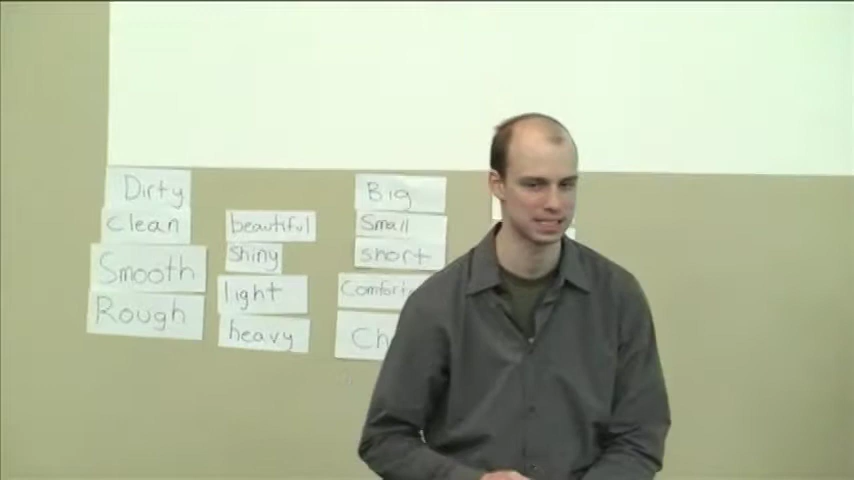 Dirty
clean
Smooth
Rough
beautiful
Shiny
light
heavy
Big
Small
short